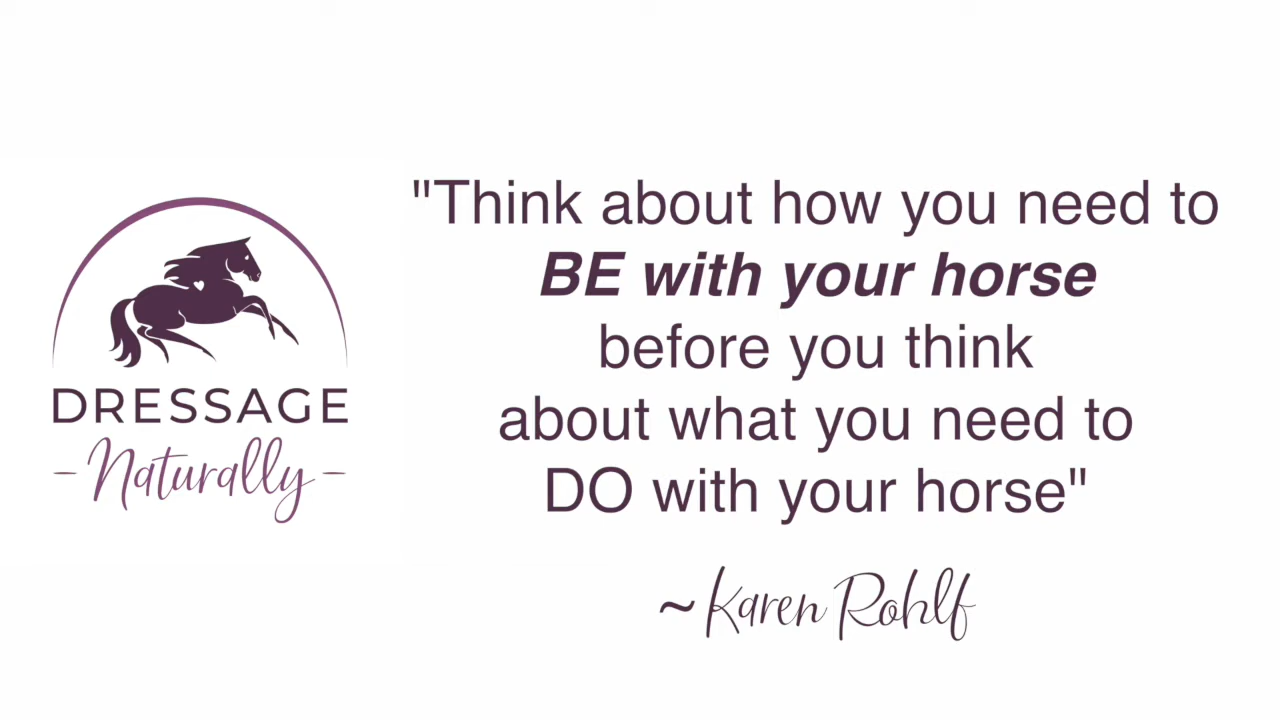 DRESSAGE
- Naturally -
"Think about how you need to
BE with your horse
before you think
about what you need to
DO with your horse"
~Karen Rohlf